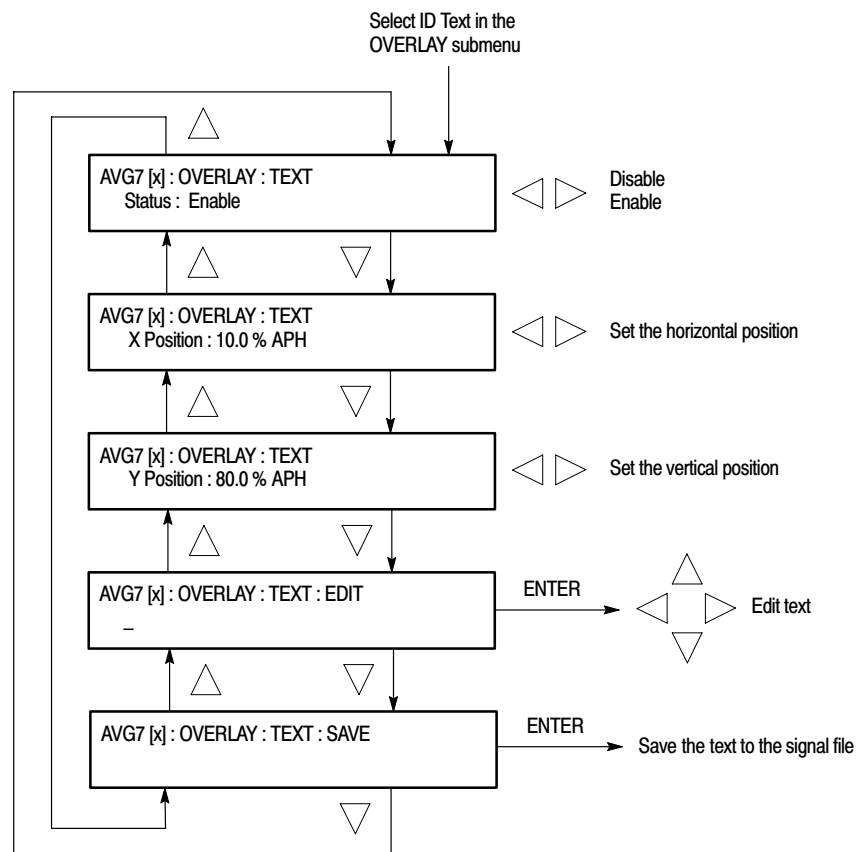 Select ID Text in the
OVERLAY submenu
AVG7 [x] : OVERLAY : TEXT
Status : Enable
Disable
Enable
AVG7 [x] : OVERLAY : TEXT
X Position : 10.0 % APH
Set the horizontal position
AVG7 [x] : OVERLAY : TEXT
Y Position : 80.0 % APH
Set the vertical position
AVG7 [x] : OVERLAY : TEXT : EDIT
_
ENTER
Edit text
AVG7 [x] : OVERLAY : TEXT : SAVE
ENTER
Save the text to the signal file